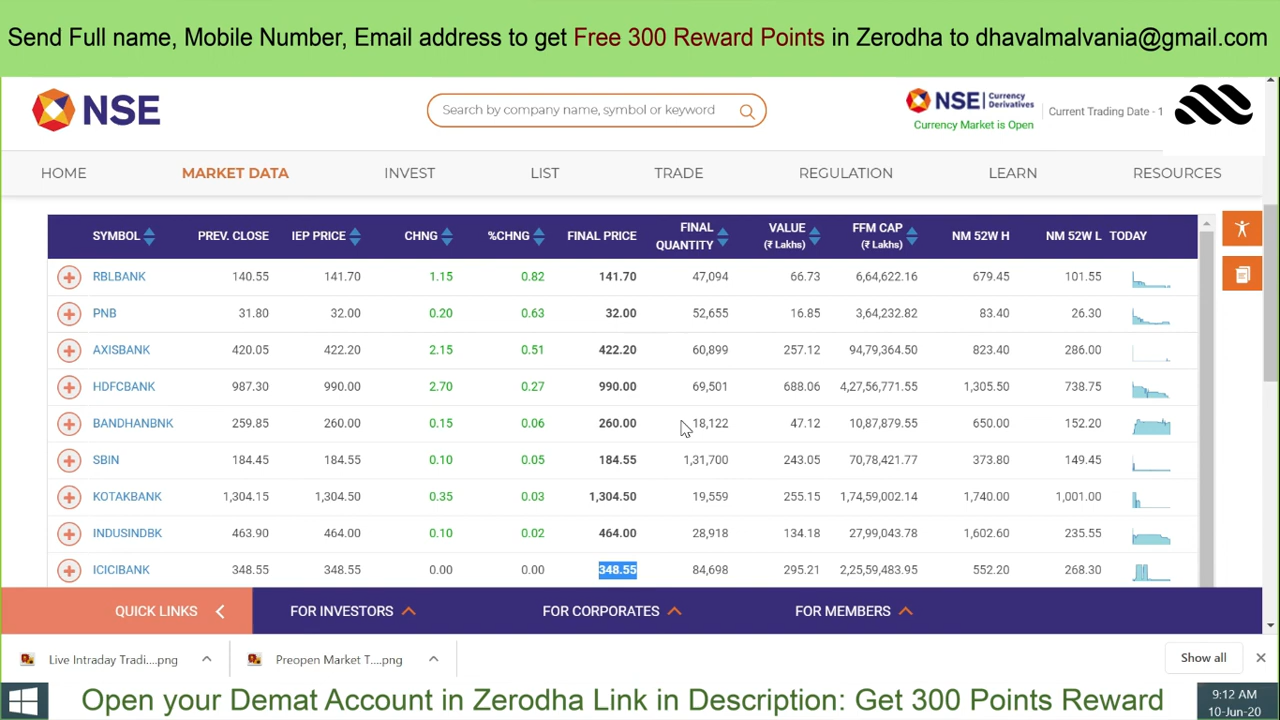 Send Full name, Mobile Number, Email address to get Free 300 Reward Points in Zerodha to dhavalmalvania@gmail.com
NSE
Search by company name, symbol or keyword
NSE Currency Derivatives
Currency Market is Open
Current Trading Date - 1
HOME MARKET DATA INVEST LIST TRADE REGULATION LEARN RESOURCES
SYMBOL PREV. CLOSE IEP PRICE CHNG %CHNG FINAL PRICE FINAL QUANTITY VALUE (₹ Lakhs) FFM CAP (₹ Lakhs) NM 52W H NM 52W L TODAY
RBLBANK 140.55 141.70 1.15 0.82 141.70 47,094 66.73 6,64,622.16 679.45 101.55
PNB 31.80 32.00 0.20 0.63 32.00 52,655 16.85 3,64,232.82 83.40 26.30
AXISBANK 420.05 422.20 2.15 0.51 422.20 60,899 257.12 94,79,364.50 823.40 286.00
HDFCBANK 987.30 990.00 2.70 0.27 990.00 69,501 688.06 4,27,56,771.55 1,305.50 738.75
BANDHANBNK 259.85 260.00 0.15 0.06 260.00 18,122 47.12 10,87,879.55 650.00 152.20
SBIN 184.45 184.55 0.10 0.05 184.55 1,31,700 243.05 70,78,421.77 373.80 149.45
KOTAKBANK 1,304.15 1,304.50 0.35 0.03 1,304.50 19,559 255.15 1,74,59,002.14 1,740.00 1,001.00
INDUSINDBK 463.90 464.00 0.10 0.02 464.00 28,918 134.18 27,99,043.78 1,602.60 235.55
ICICIBANK 348.55 348.55 0.00 0.00 348.55 84,698 295.21 2,25,59,483.95 552.20 268.30
QUICK LINKS FOR INVESTORS FOR CORPORATES FOR MEMBERS
Live Intraday Tradi....png Preopen Market T....png Show all
Open your Demat Account in Zerodha Link in Description: Get 300 Points Reward
9:12 AM
10-Jun-20